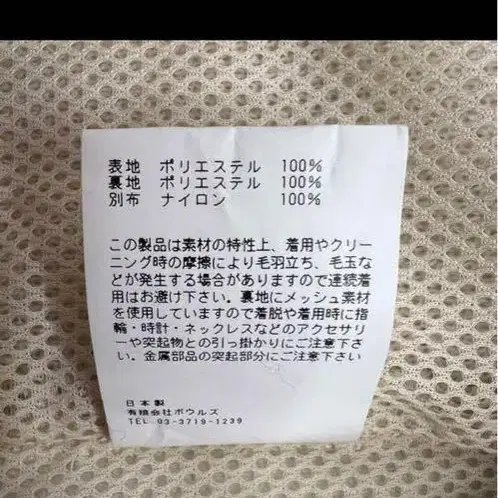 表地 ポリエステル 100%
裏地 ポリエステル 100%
別布 ナイロン 100%
この製品は素材の特性上、着用やクリー
ニング時の摩擦により毛羽立ち、毛玉な
どが発生する場合がありますので連続着
用はお避け下さい。裏地にメッシュ素材
を使用していますので着脱や着用時に指
輪・時計・ネックレスなどのアクセサリ
ーや突起物との引っ掛かりにご注意下さ
い。金属部品の突起部分にご注意下さい
日本製
有限会社ボウルズ
TEL 03-3719-1239